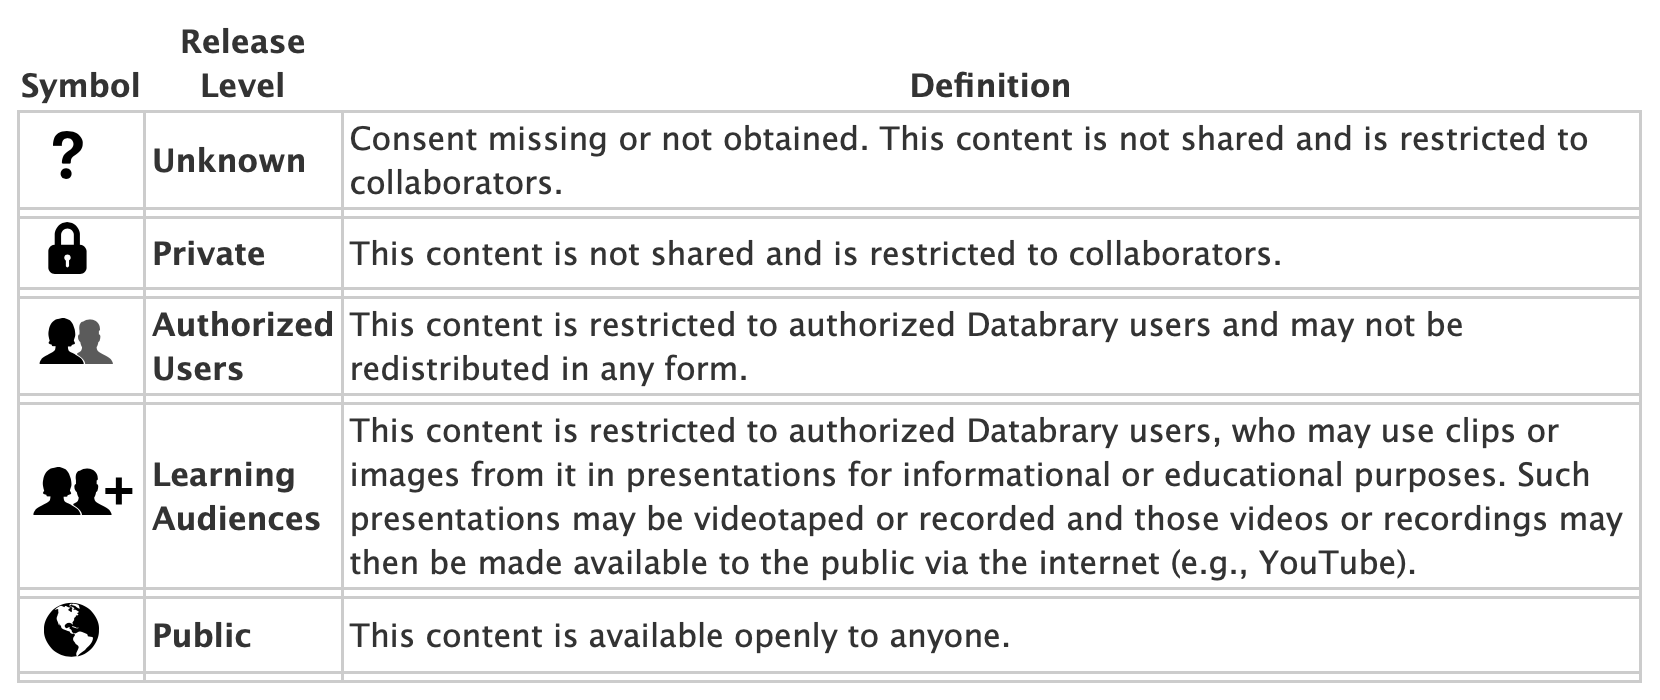 Release
Symbol Level Definition
Unknown
Consent missing or not obtained. This content is not shared and is restricted to
collaborators.
Private
This content is not shared and is restricted to collaborators.
Authorized
Users
This content is restricted to authorized Databrary users and may not be
redistributed in any form.
Learning
Audiences
This content is restricted to authorized Databrary users, who may use clips or
images from it in presentations for informational or educational purposes. Such
presentations may be videotaped or recorded and those videos or recordings may
then be made available to the public via the internet (e.g., YouTube).
Public
This content is available openly to anyone.